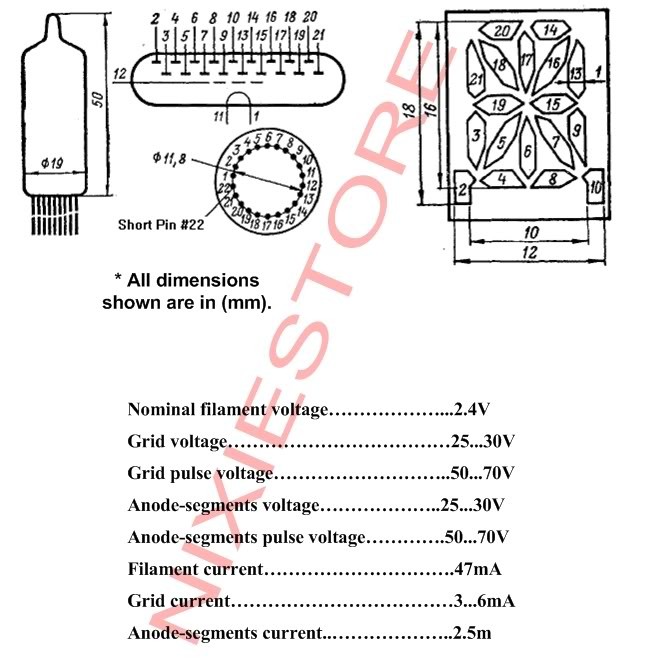 2 4 6 8 10 14 16 18 20
3 5 7 9 13 15 17 19 21
12
11 1
50
Φ19
Φ11,8
1 2 3 4 5 6 7 8 9 10 11 12 13 14 15 16 17 18 19 20 21 22
Short Pin #22
* All dimensions
shown are in (mm).
20 14
21 18 17 16 13 1
19 15
3 5 6 7 9
2 4 8 10
18 16
10
12
Nominal filament voltage…………………...2.4V
Grid voltage…………………………………25...30V
Grid pulse voltage…………………………..50...70V
Anode-segments voltage…………………..25...30V
Anode-segments pulse voltage………….50...70V
Filament current…………………………….47mA
Grid current…………………………………3...6mA
Anode-segments current..…………………..2.5m
NIXIESTORE